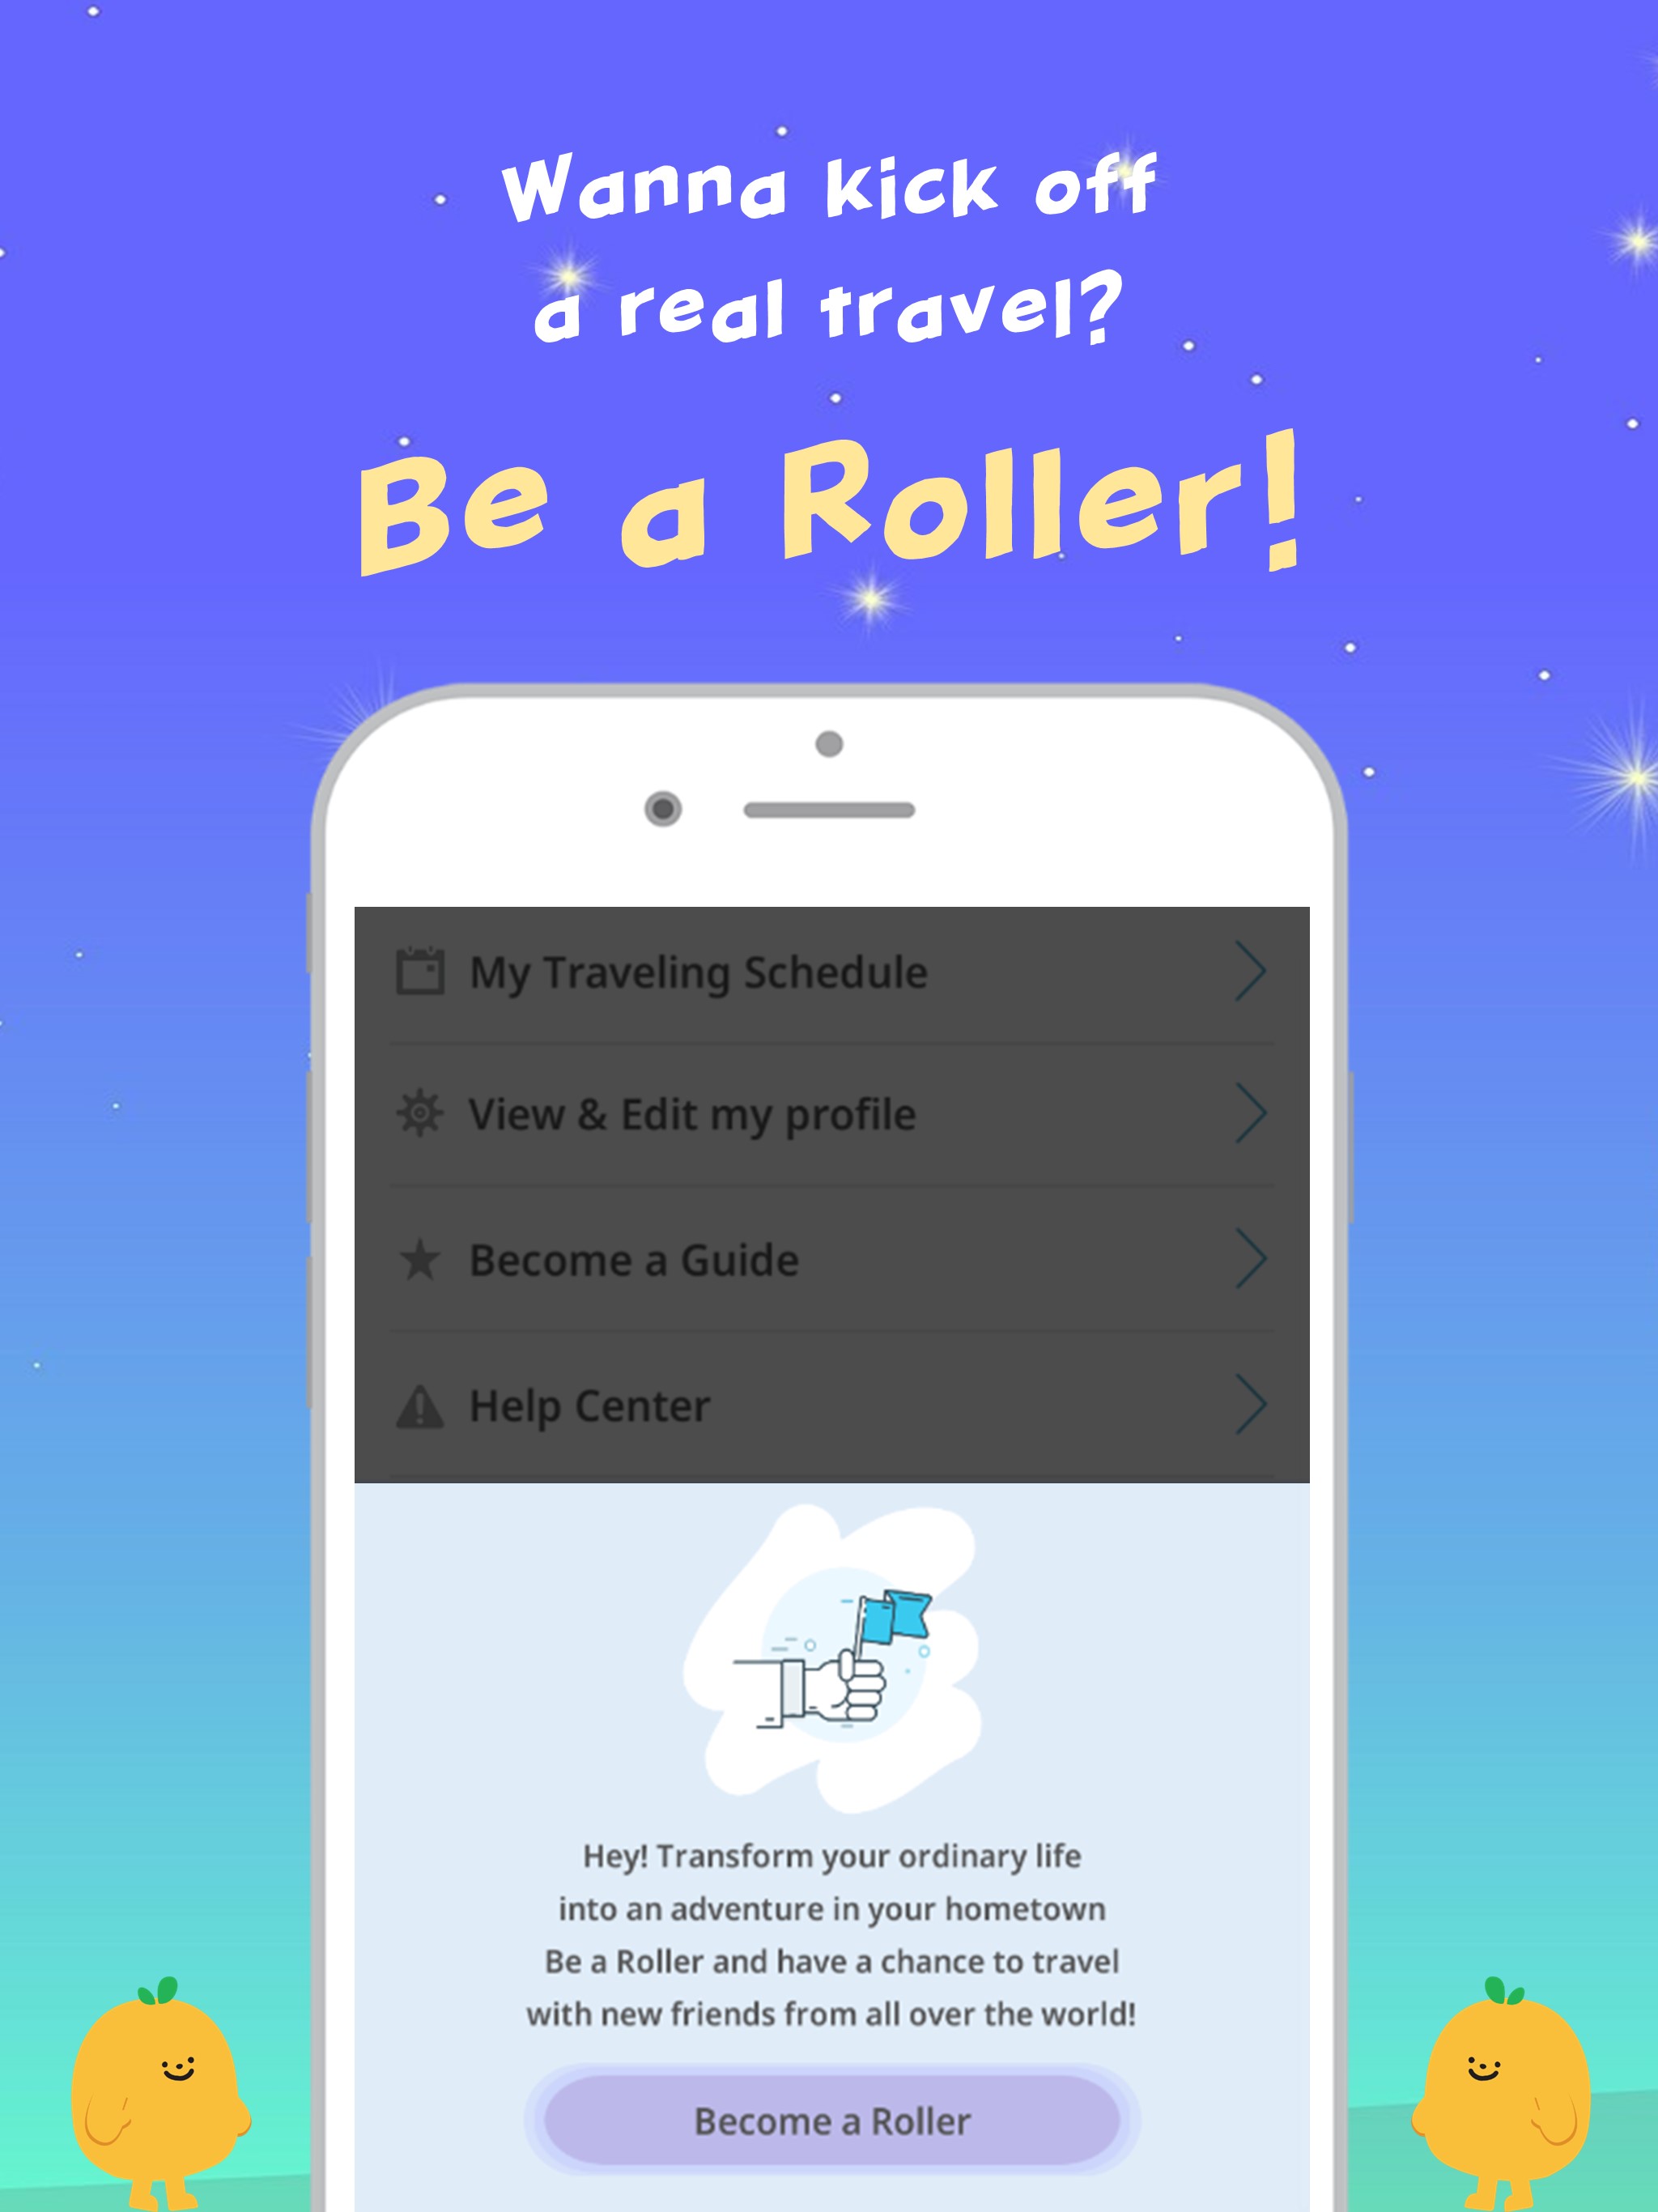 Wanna kick off
a real travel?
Be a Roller!
My Traveling Schedule
View & Edit my profile
Become a Guide
Help Center
Hey! Transform your ordinary life
into an adventure in your hometown
Be a Roller and have a chance to travel
with new friends from all over the world!
Become a Roller